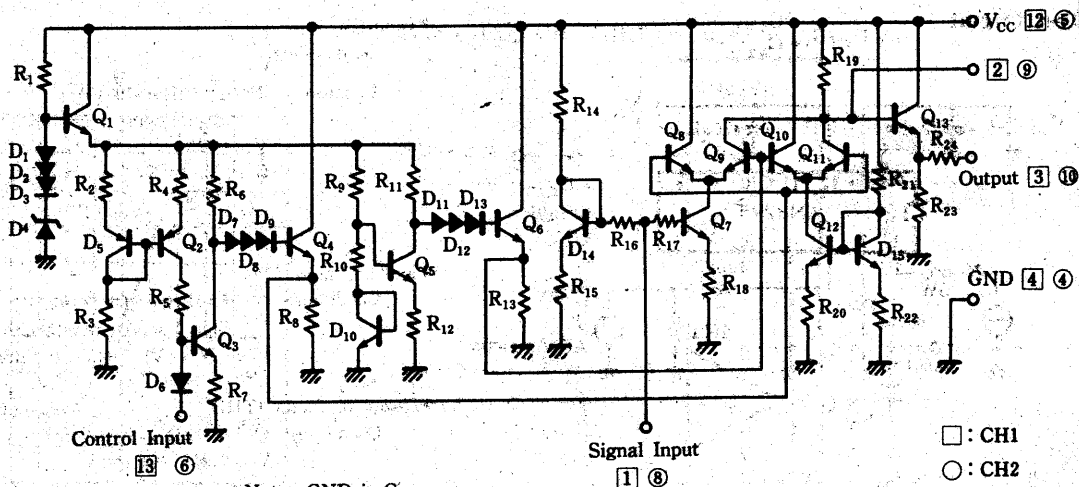 V_CC [12] ⑤
R1
[2] ⑨
R19
Q1
R14
Q8
Q9
Q10
Q11
Q13
D1
D2
D3
D4
R2
R4
R6
R9
R11
D11
D13
D12
R24
Output [3] ⑩
R21
R23
D5
Q2
D7
D9
D8
Q4
R10
Q5
Q6
D14
R16
R17
Q7
Q12
D15
GND [4] ④
R3
R5
Q3
R8
D10
R12
R13
R15
R18
R20
R22
D6
R7
Control Input
[13] ⑥
Signal Input
[1] ⑧
□ : CH1
○ : CH2